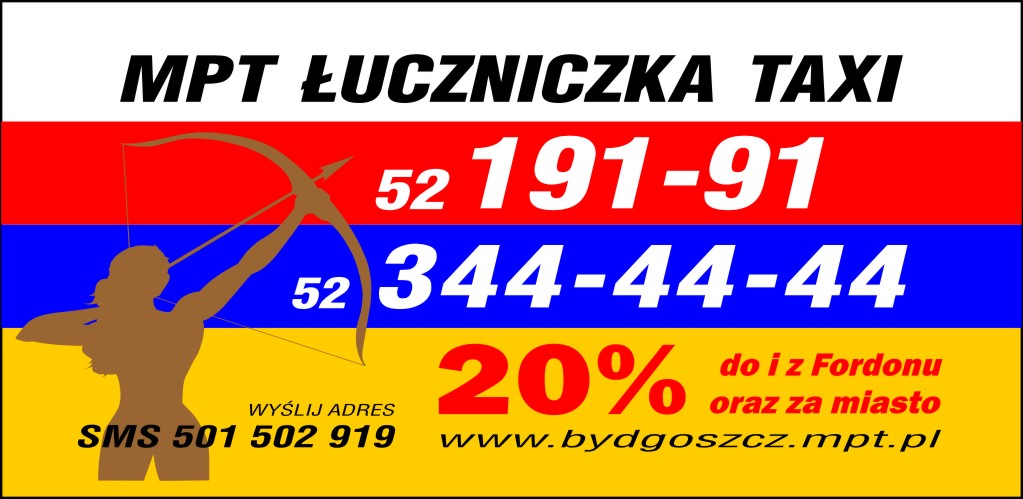 MPT ŁUCZNICZKA TAXI
52 191-91
52 344-44-44
20% do i z Fordonu
oraz za miasto
WYŚLIJ ADRES
SMS 501 502 919
www.bydgoszcz.mpt.pl